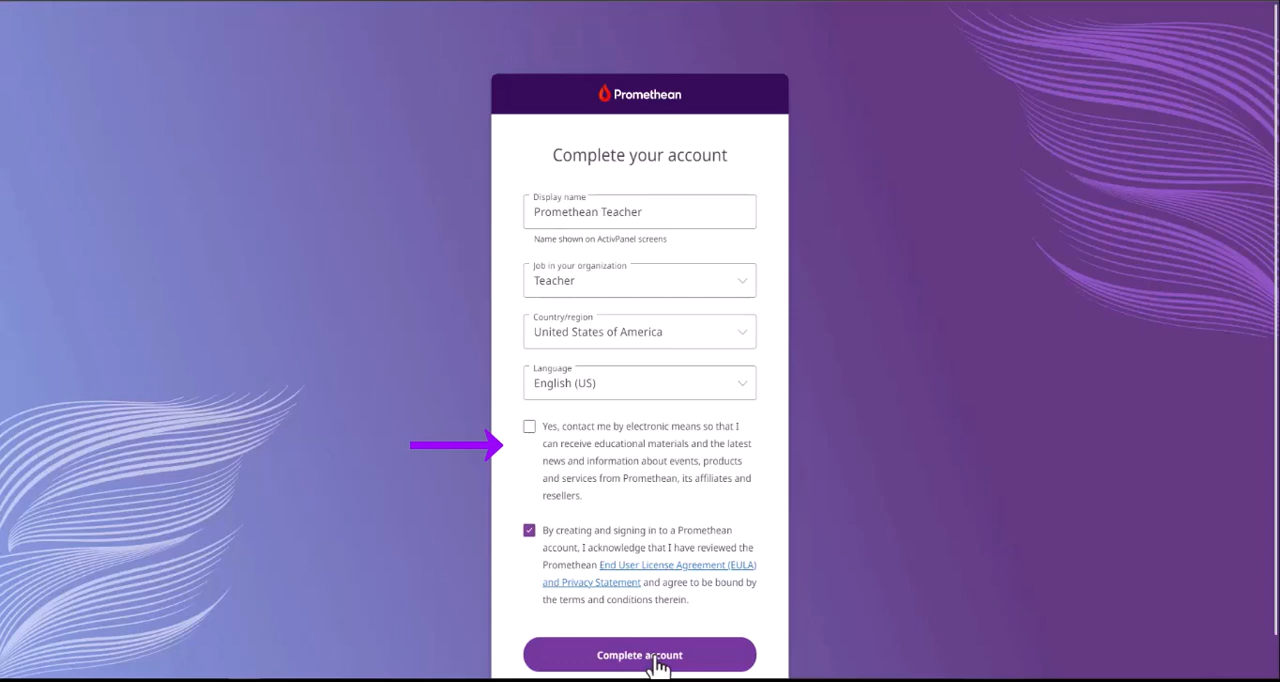 Promethean
Complete your account
Display name
Promethean Teacher
Name shown on ActivPanel screens
Job in your organization
Teacher
Country/region
United States of America
Language
English (US)
Yes, contact me by electronic means so that I
can receive educational materials and the latest
news and information about events, products
and services from Promethean, its affiliates and
resellers.
By creating and signing in to a Promethean
account, I acknowledge that I have reviewed the
Promethean End User License Agreement (EULA)
and Privacy Statement and agree to be bound by
the terms and conditions therein.
Complete account